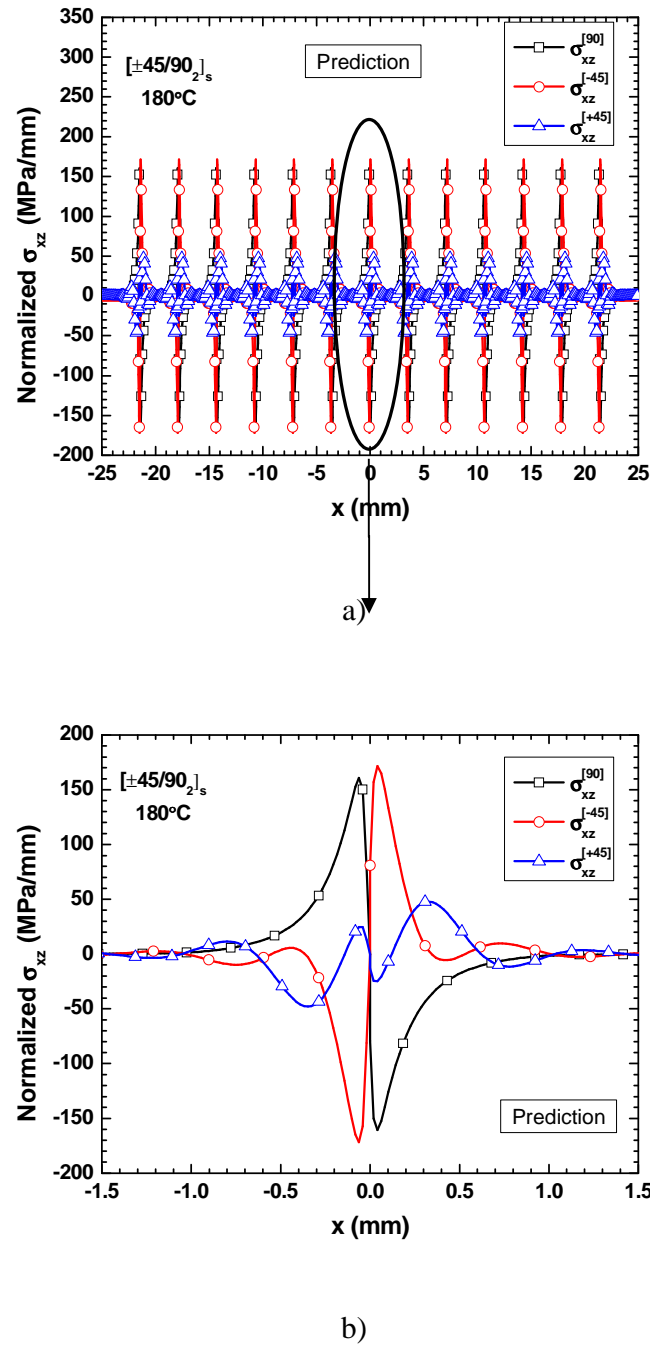 350
300
250
200
150
100
50
0
-50
-100
-150
-200
Normalized σxz (MPa/mm)
[±45/90₂]s
180°C
Prediction
σxz[90]
σxz[-45]
σxz[+45]
-25 -20 -15 -10 -5 0 5 10 15 20 25
x (mm)
a)
200
150
100
50
0
-50
-100
-150
-200
Normalized σxz (MPa/mm)
[±45/90₂]s
180°C
σxz[90]
σxz[-45]
σxz[+45]
Prediction
-1.5 -1.0 -0.5 0.0 0.5 1.0 1.5
x (mm)
b)